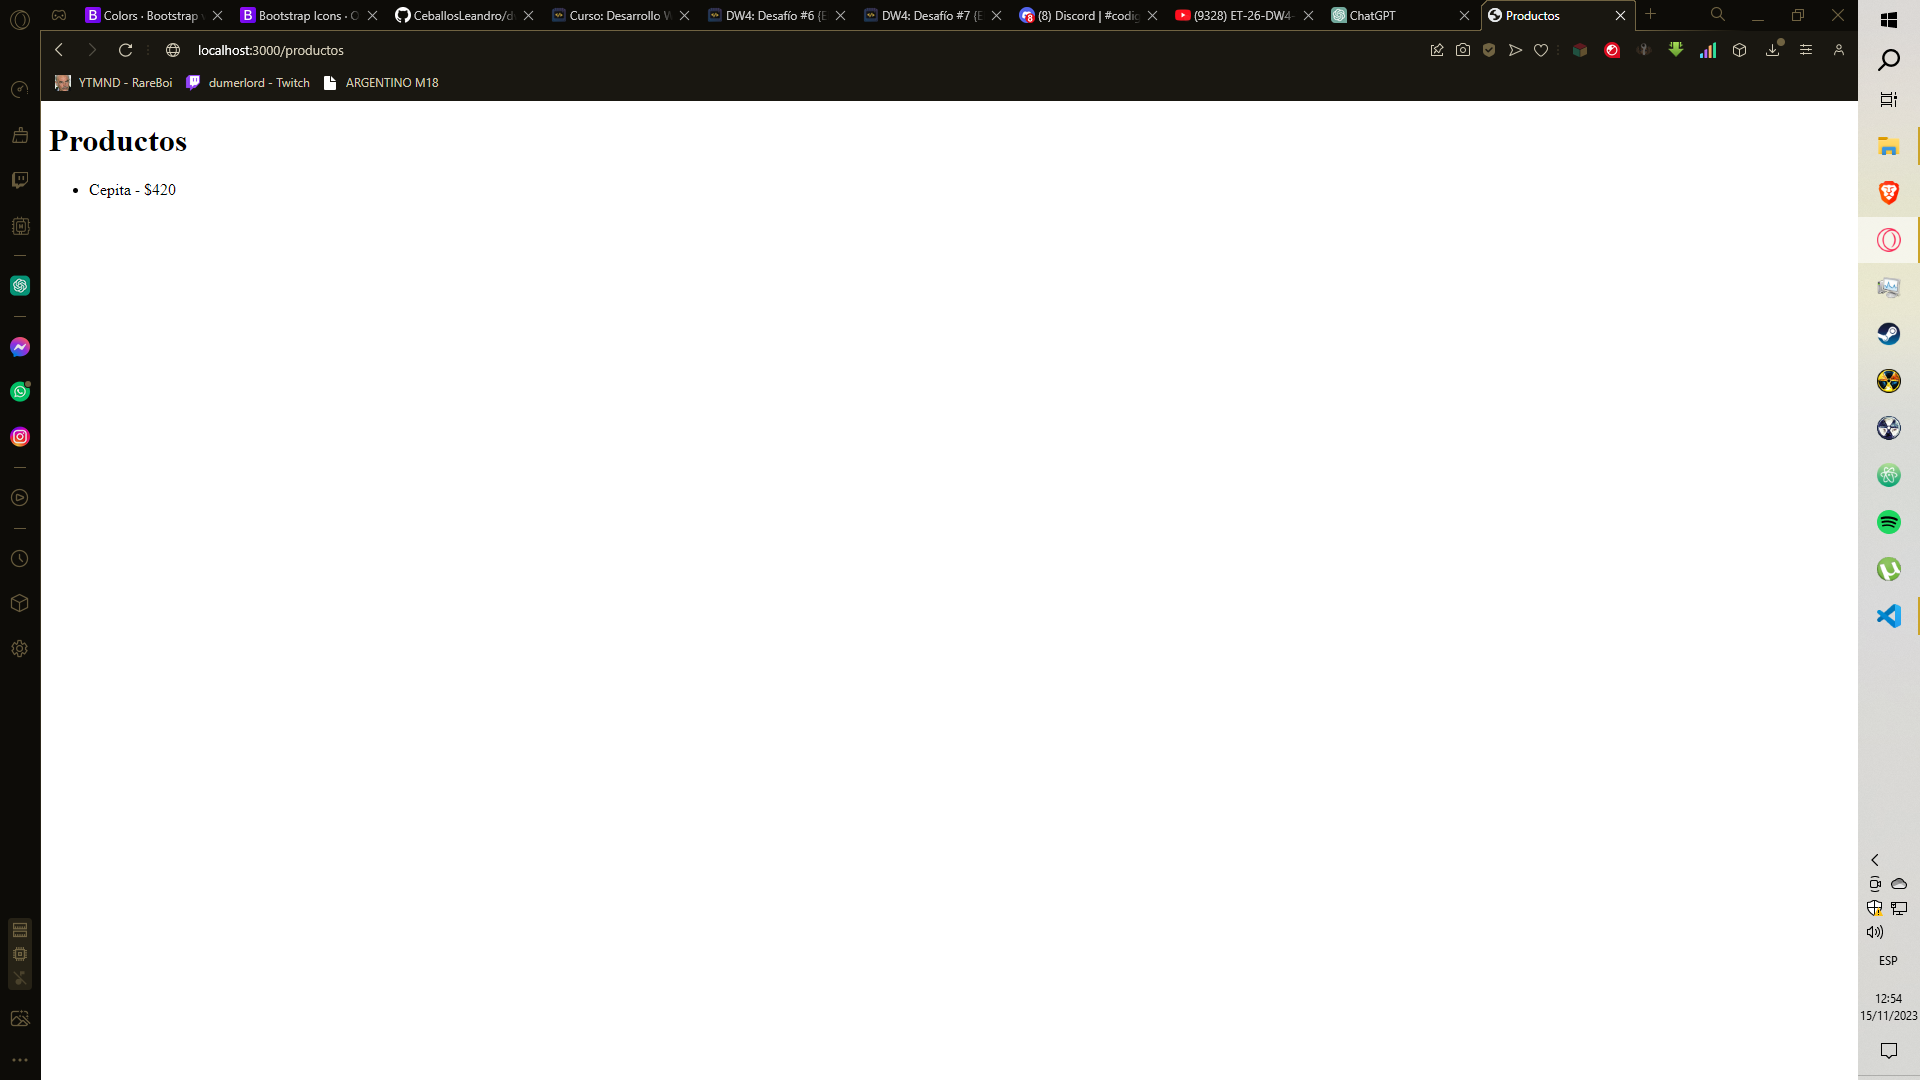 Colors · Bootstrap v
Bootstrap Icons · O
CeballosLeandro/d
Curso: Desarrollo W
DW4: Desafío #6 (E
DW4: Desafío #7 (E
(8) Discord | #codig
(9328) ET-26-DW4-
ChatGPT
Productos
localhost:3000/productos
YTMND - RareBoi
dumerlord - Twitch
ARGENTINO M18
Productos
Cepita - $420
ESP
12:54
15/11/2023